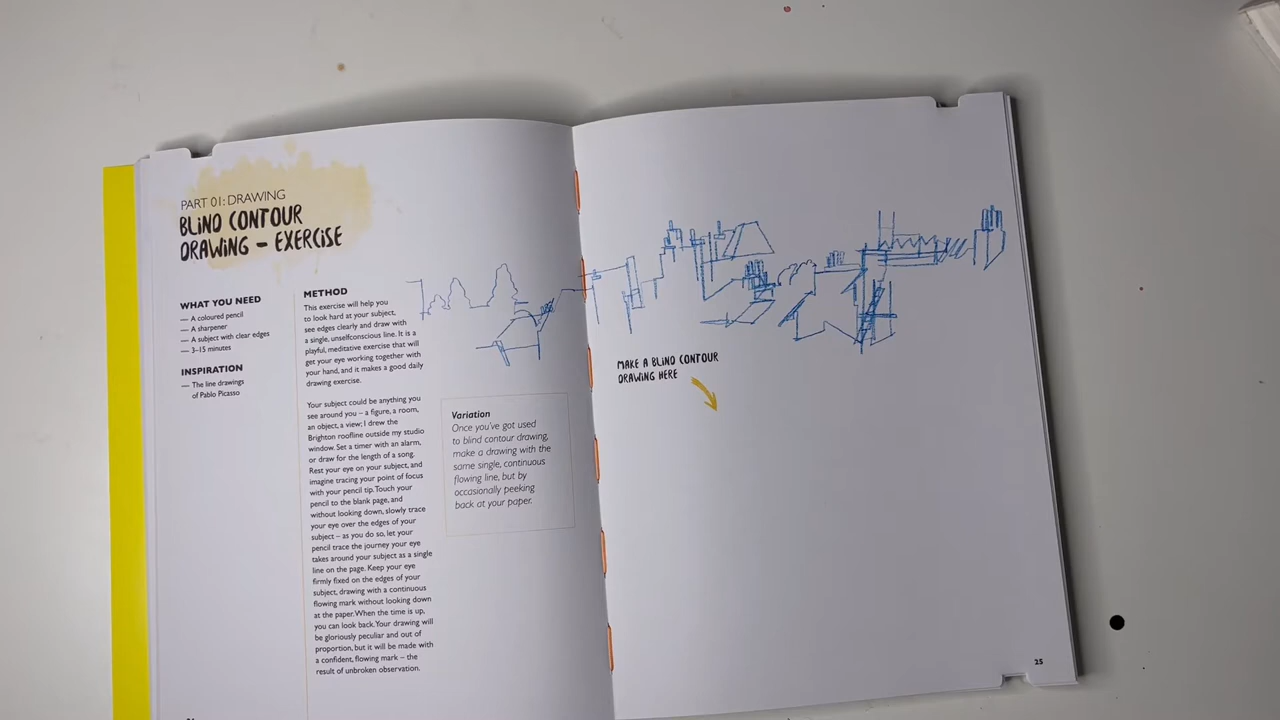 PART 01: DRAWING
BLIND CONTOUR
DRAWING – EXERCISE
WHAT YOU NEED
— A coloured pencil
— A sharpener
— A subject with clear edges
— 3–15 minutes
INSPIRATION
— The line drawings
of Pablo Picasso
METHOD
This exercise will help you
to look hard at your subject,
see edges clearly and draw with
a single, unselfconscious line. It is a
playful, meditative exercise that will
get your eye working together with
your hand, and it makes a good daily
drawing exercise.
Your subject could be anything you
see around you – a figure, a room,
an object, a view; I drew the
Brighton roofline outside my studio
window. Set a timer with an alarm,
or draw for the length of a song.
Rest your eye on your subject, and
imagine tracing your point of focus
with your pencil tip. Touch your
pencil to the blank page, and
without looking down, slowly trace
your eye over the edges of your
subject – as you do so, let your
pencil trace the journey your eye
takes around your subject as a single
line on the page. Keep your eye
firmly fixed on the edges of your
subject, drawing with a continuous
flowing mark without looking down
at the paper. When the time is up,
you can look back. Your drawing will
be gloriously peculiar and out of
proportion, but it will be made with
a confident, flowing mark – the
result of unbroken observation.
Variation
Once you've got used
to blind contour drawing,
make a drawing with the
same single, continuous
flowing line, but by
occasionally peeking
back at your paper.
MAKE A BLIND CONTOUR
DRAWING HERE
25